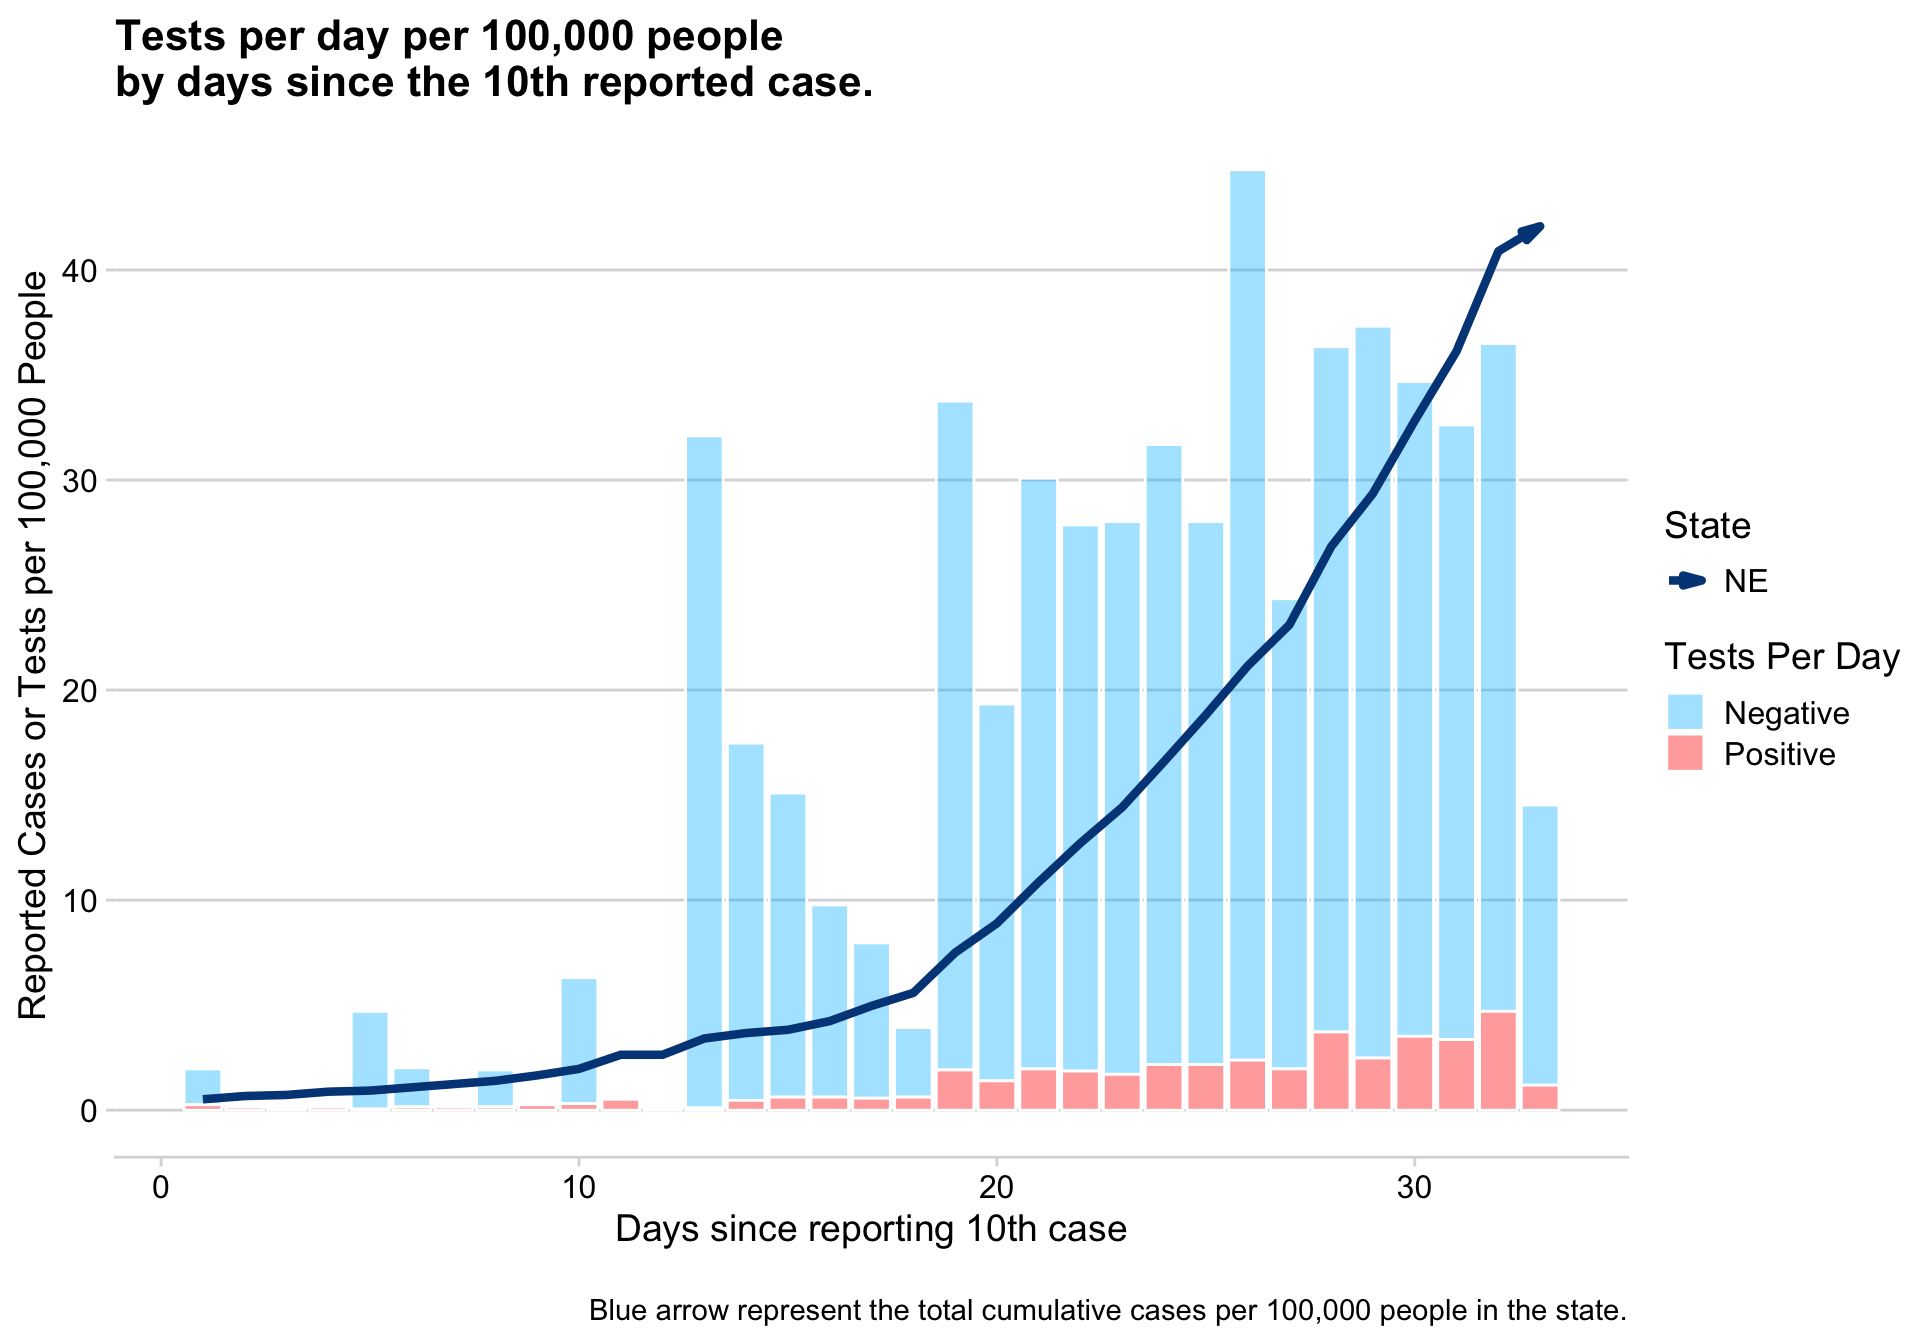 Tests per day per 100,000 people
by days since the 10th reported case.
Reported Cases or Tests per 100,000 People
40
30
20
10
0
0
10
20
30
Days since reporting 10th case
State
NE
Tests Per Day
Negative
Positive
Blue arrow represent the total cumulative cases per 100,000 people in the state.